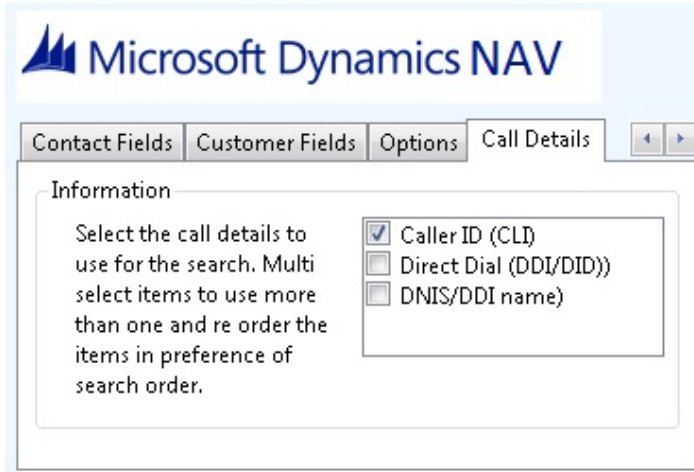 Microsoft Dynamics NAV
Contact Fields Customer Fields Options Call Details
Information
Select the call details to
use for the search. Multi
select items to use more
than one and re order the
items in preference of
search order.
Caller ID (CLI)
Direct Dial (DDI/DID))
DNIS/DDI name)